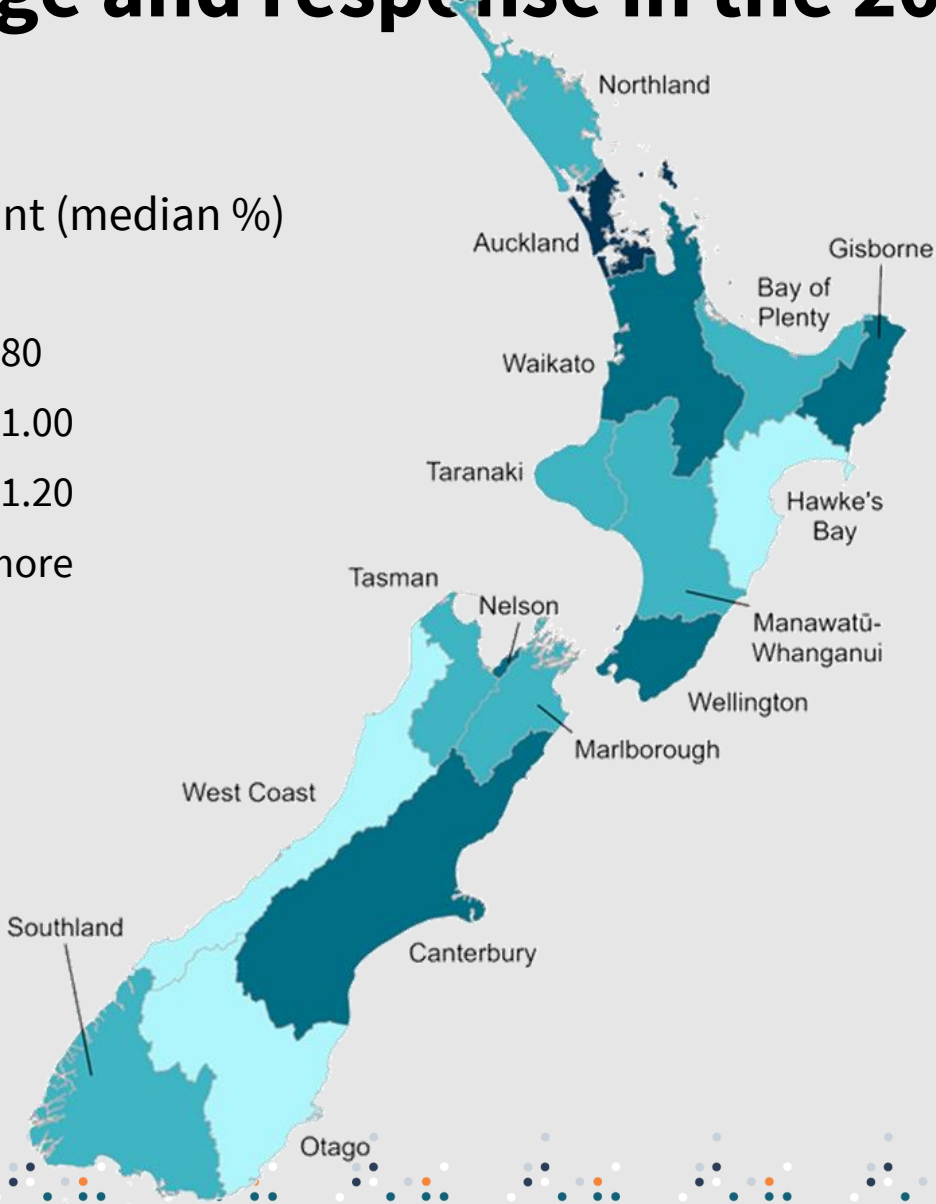 ge and response in the 20
nt (median %)
80
1.00
1.20
more
Northland
Auckland
Gisborne
Bay of
Plenty
Waikato
Taranaki
Hawke's
Bay
Tasman
Nelson
Manawatū-
Whanganui
Wellington
Marlborough
West Coast
Southland
Canterbury
Otago